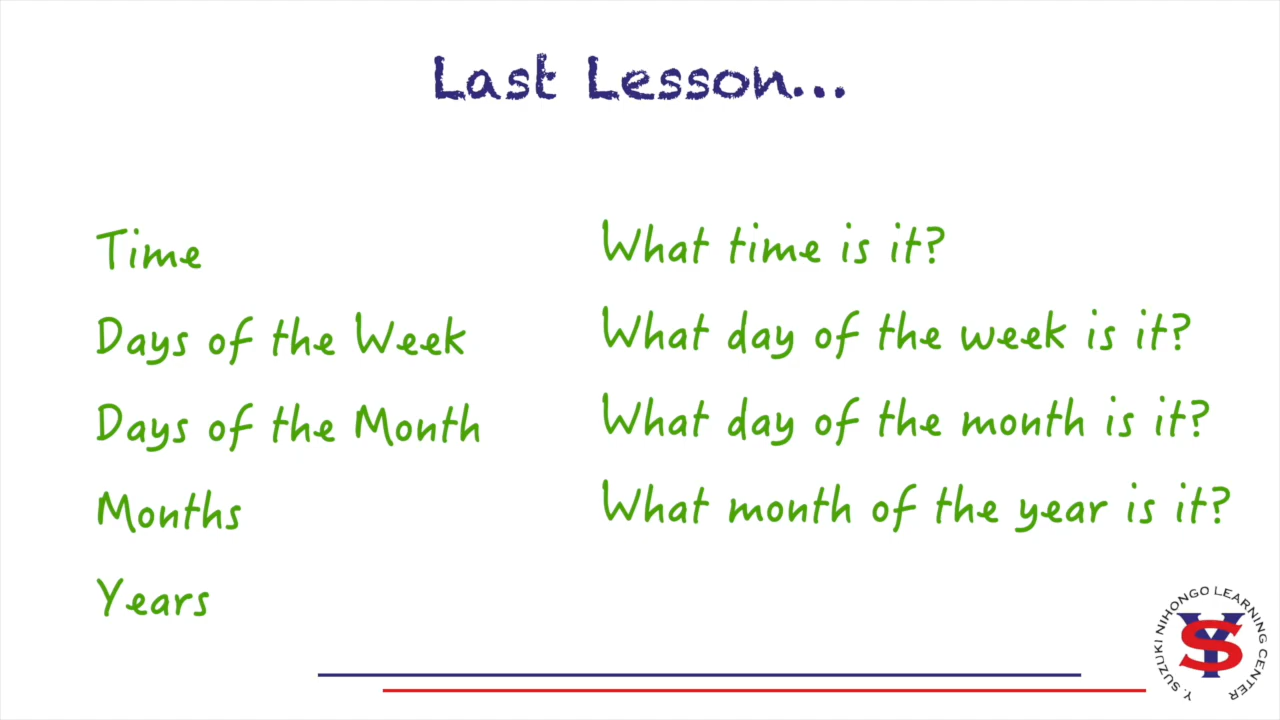 Last Lesson...
Time
Days of the Week
Days of the Month
Months
Years
What time is it?
What day of the week is it?
What day of the month is it?
What month of the year is it?
Y. SUZUKI NIHONGO LEARNING CENTER
YS